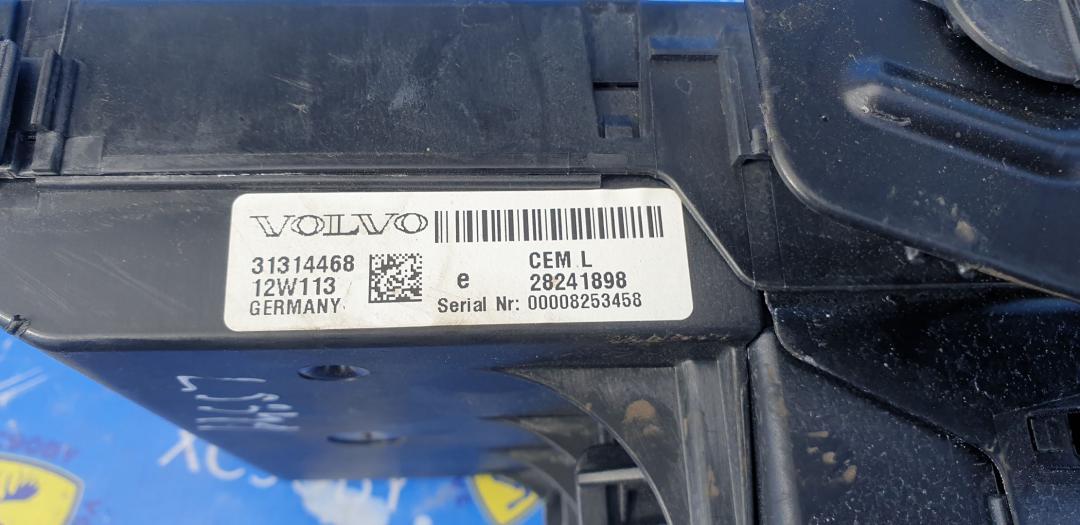 VOLVO
31314468
CEM L
12W113
e
28241898
GERMANY
Serial Nr: 00008253458